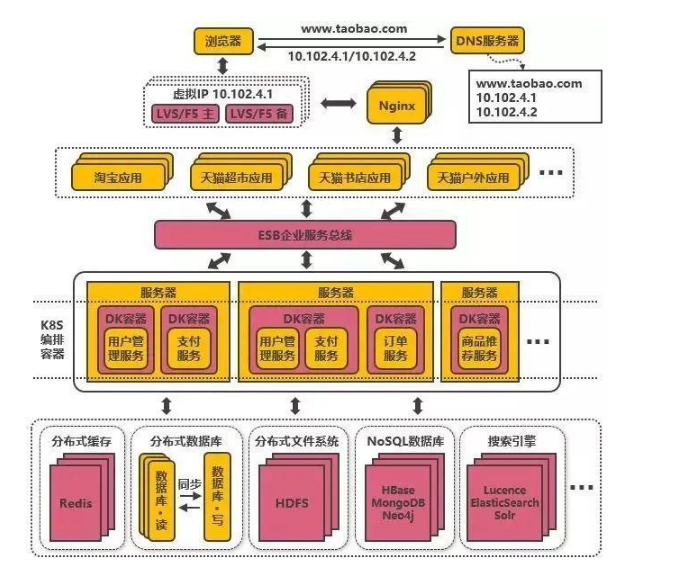 www.taobao.com
浏览器
DNS服务器
10.102.4.1/10.102.4.2
虚拟IP 10.102.4.1
LVS/F5 主
LVS/F5 备
Nginx
www.taobao.com
10.102.4.1
10.102.4.2
淘宝应用
天猫超市应用
天猫书店应用
天猫户外应用
...
ESB企业服务总线
K8S
编排
容器
服务器
DK容器
用户管
理服务
DK容器
支付
服务
服务器
DK容器
用户管
理服务
支付
服务
DK容器
订单
服务
服务器
DK容器
商品推
荐服务
...
分布式缓存
Redis
分布式数据库
数据库·读
同步
数据库·写
分布式文件系统
HDFS
NoSQL数据库
HBase
MongoDB
Neo4j
搜索引擎
Lucence
ElasticSearch
Solr
...